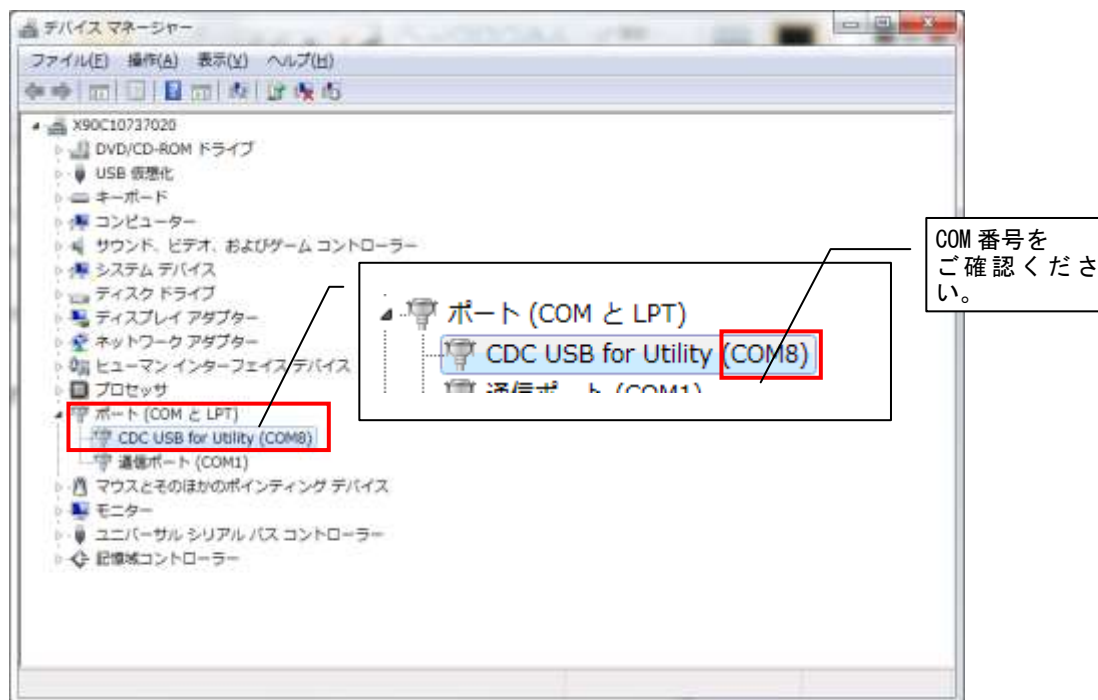 デバイス マネージャー
ファイル(F) 操作(A) 表示(V) ヘルプ(H)
X90C10737020
DVD/CD-ROM ドライブ
USB 仮想化
キーボード
コンピューター
サウンド、ビデオ、およびゲーム コントローラー
システム デバイス
ディスク ドライブ
ディスプレイ アダプター
ネットワーク アダプター
ヒューマン インターフェイス デバイス
プロセッサ
ポート (COM と LPT)
CDC USB for Utility (COM8)
通信ポート (COM1)
マウスとそのほかのポインティング デバイス
モニター
ユニバーサル シリアル バス コントローラー
記憶域コントローラー
ポート (COM と LPT)
CDC USB for Utility (COM8)
通信ポート (COM1)
COM 番号を
ご確認くださ
い。